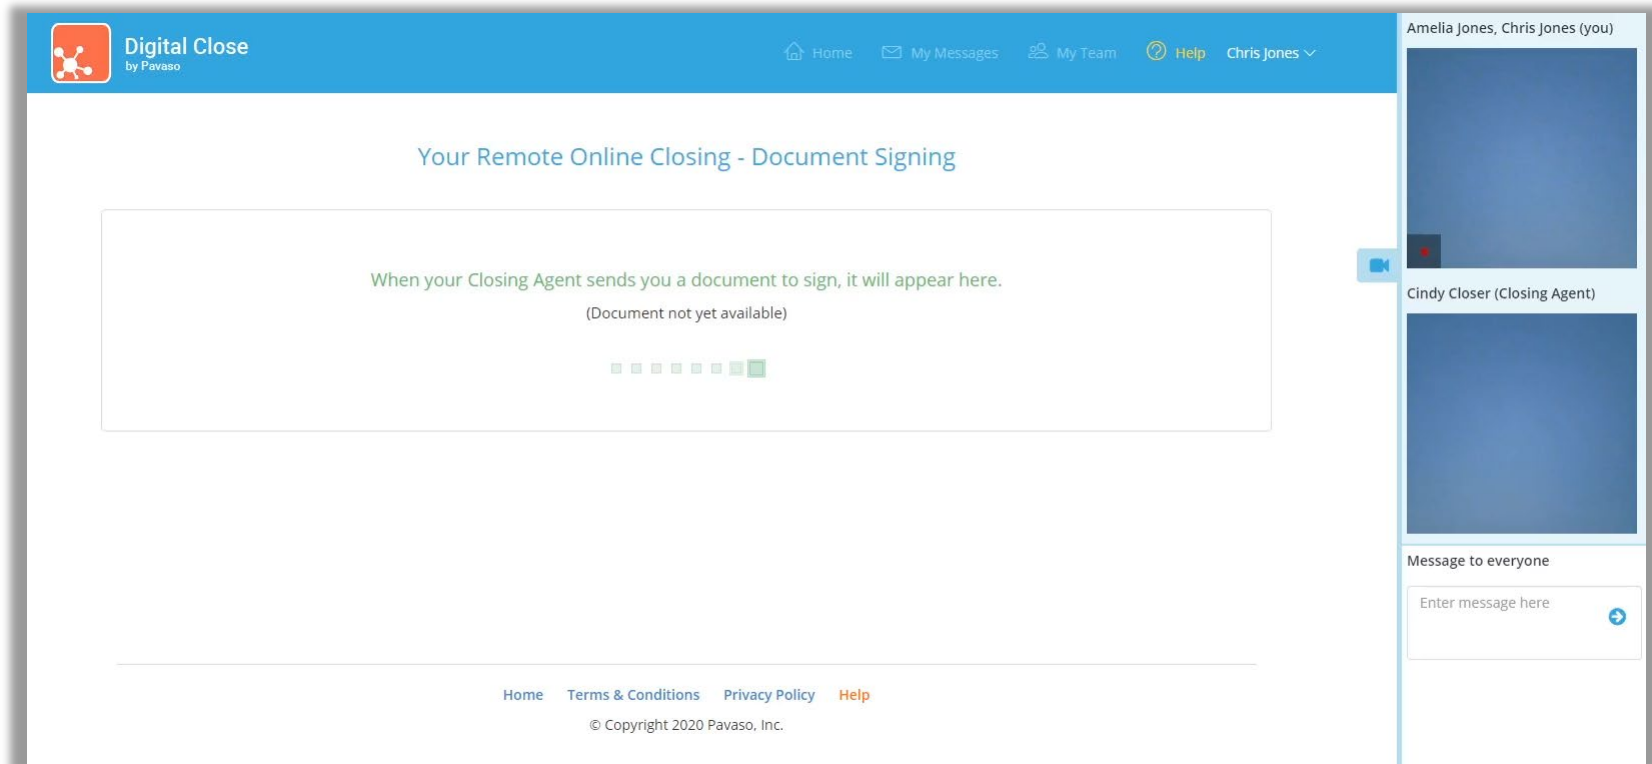 Digital Close
by Pavaso
Home My Messages My Team Help Chris Jones
Your Remote Online Closing - Document Signing
When your Closing Agent sends you a document to sign, it will appear here.
(Document not yet available)
Amelia Jones, Chris Jones (you)
Cindy Closer (Closing Agent)
Message to everyone
Enter message here
Home Terms & Conditions Privacy Policy Help
© Copyright 2020 Pavaso, Inc.